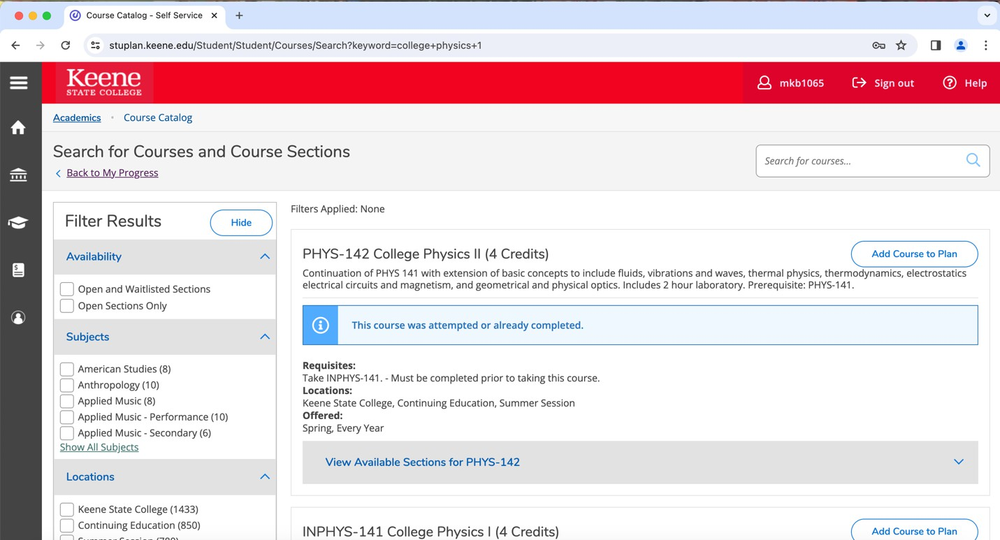 Course Catalog - Self Service
stuplan.keene.edu/Student/Student/Courses/Search?keyword=college+physics+1
Keene
STATE COLLEGE
mkb1065
Sign out
Help
Academics
Course Catalog
Search for Courses and Course Sections
Back to My Progress
Search for courses...
Filter Results
Hide
Availability
Open and Waitlisted Sections
Open Sections Only
Subjects
American Studies (8)
Anthropology (10)
Applied Music (8)
Applied Music - Performance (10)
Applied Music - Secondary (6)
Show All Subjects
Locations
Keene State College (1433)
Continuing Education (850)
Filters Applied: None
PHYS-142 College Physics II (4 Credits)
Add Course to Plan
Continuation of PHYS 141 with extension of basic concepts to include fluids, vibrations and waves, thermal physics, thermodynamics, electrostatics
electrical circuits and magnetism, and geometrical and physical optics. Includes 2 hour laboratory. Prerequisite: PHYS-141.
This course was attempted or already completed.
Requisites:
Take INPHYS-141. - Must be completed prior to taking this course.
Locations:
Keene State College, Continuing Education, Summer Session
Offered:
Spring, Every Year
View Available Sections for PHYS-142
INPHYS-141 College Physics I (4 Credits)
Add Course to Plan